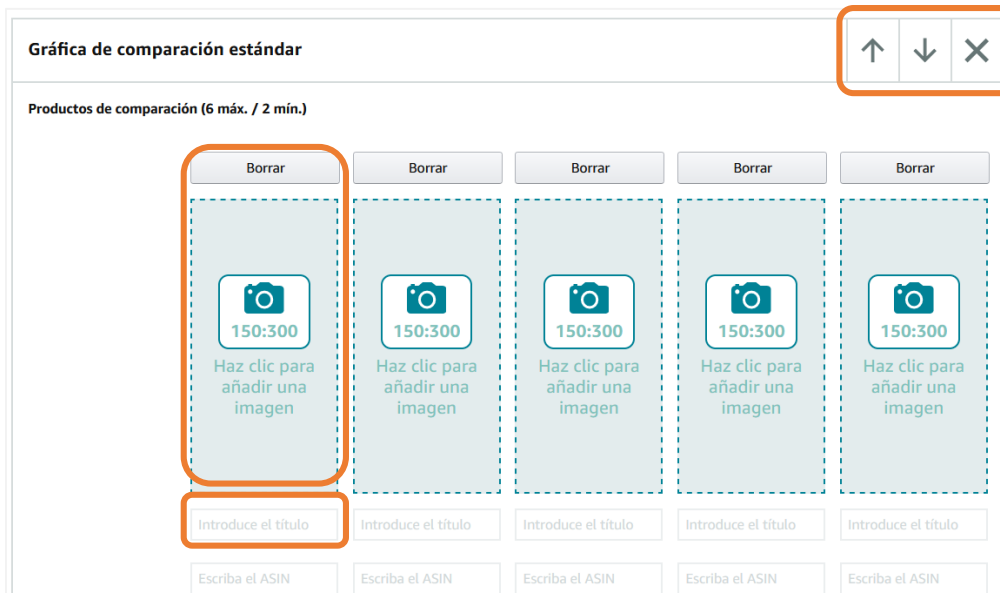 Gráfica de comparación estándar
Productos de comparación (6 máx. / 2 mín.)
Borrar Borrar Borrar Borrar Borrar
150:300 150:300 150:300 150:300 150:300
Haz clic para Haz clic para Haz clic para Haz clic para Haz clic para
añadir una añadir una añadir una añadir una añadir una
imagen imagen imagen imagen imagen
Introduce el título Introduce el título Introduce el título Introduce el título Introduce el título
Escriba el ASIN Escriba el ASIN Escriba el ASIN Escriba el ASIN Escriba el ASIN